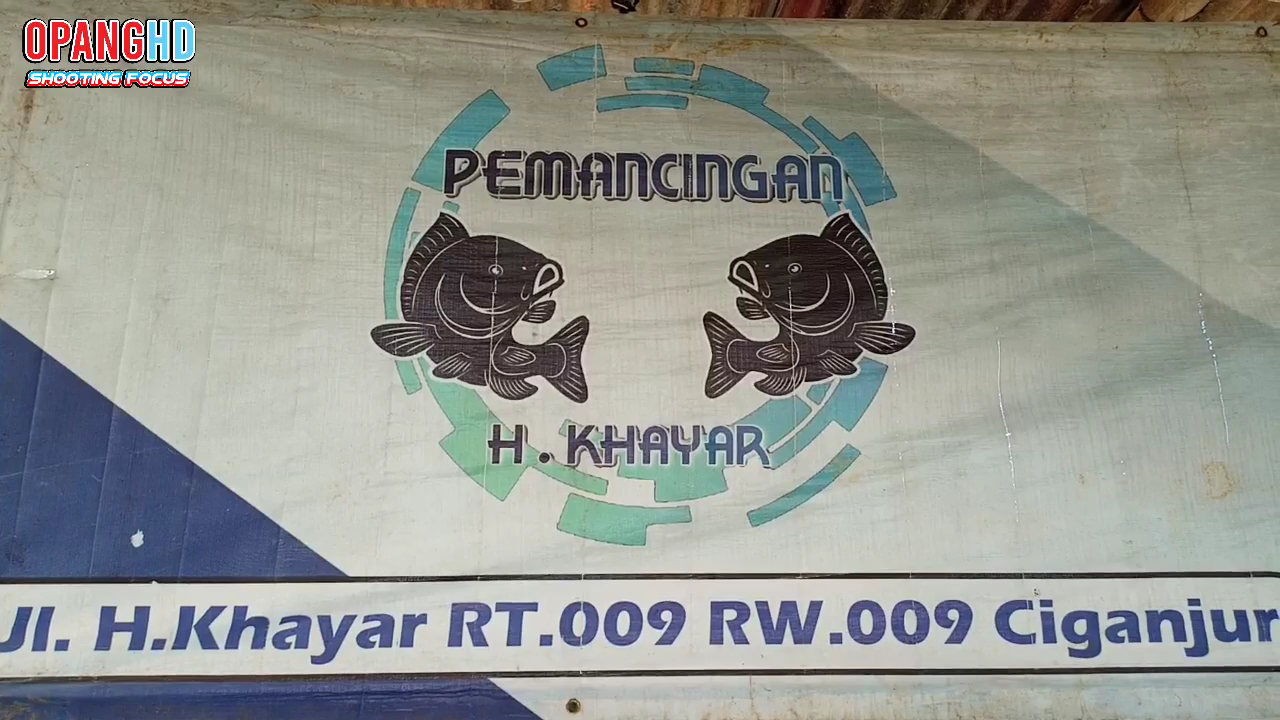 OPANGHD
SHOOTING FOCUS
PEMANCINGAN
H. KHAYAR
Jl. H.Khayar RT.009 RW.009 Ciganjur